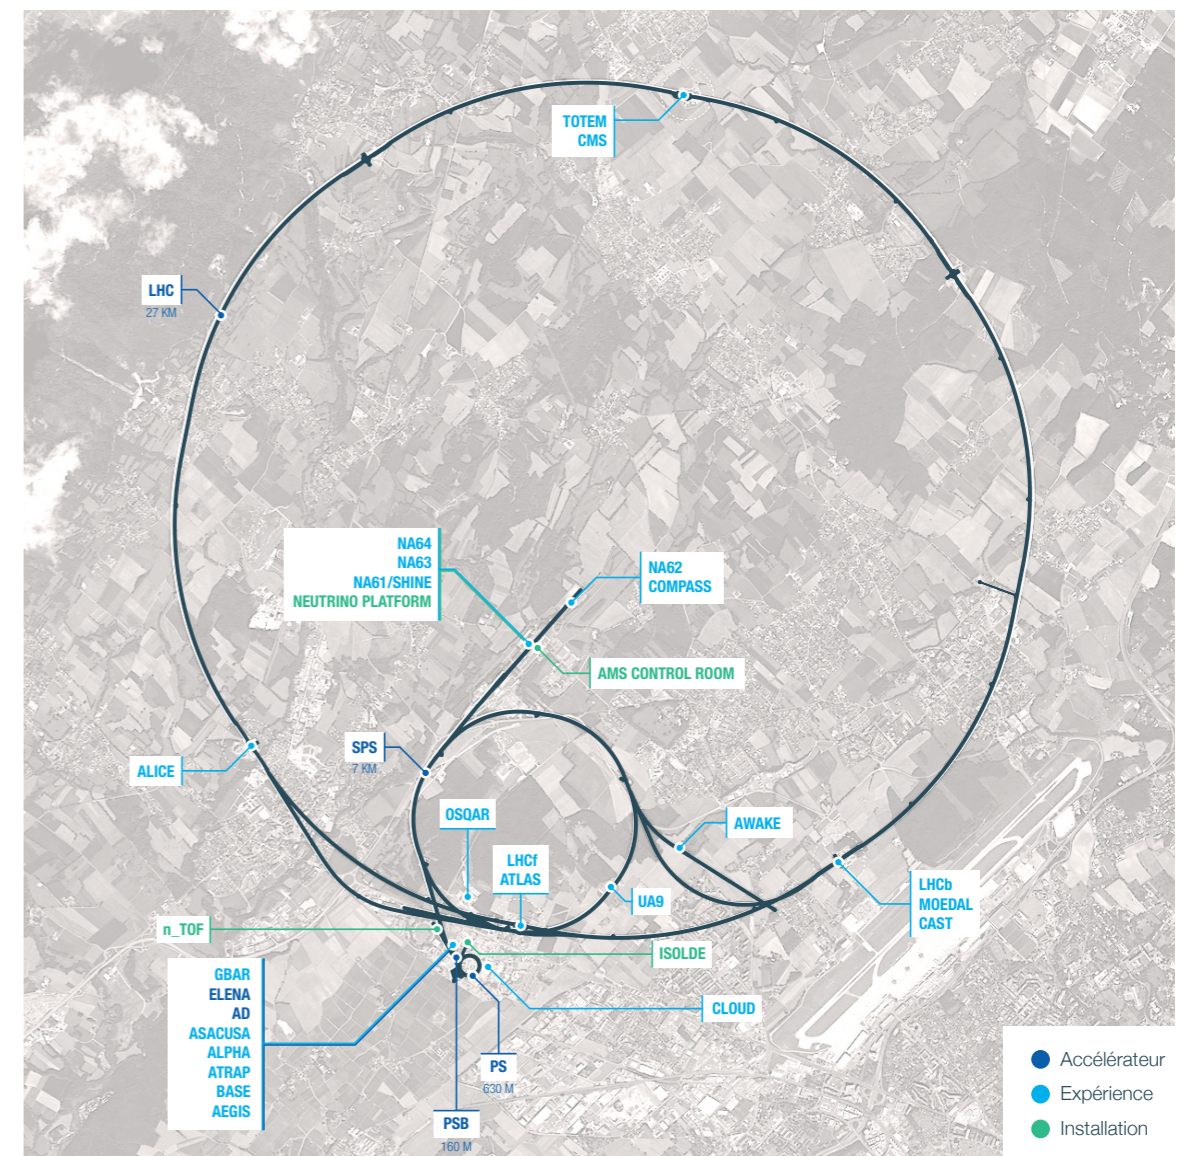 TOTEM
CMS
LHC
27 KM
NA64
NA63
NA61/SHINE
NEUTRINO PLATFORM
NA62
COMPASS
AMS CONTROL ROOM
SPS
7 KM
ALICE
OSQAR
AWAKE
LHCf
ATLAS
UA9
LHCb
MOEDAL
CAST
n_TOF
ISOLDE
GBAR
ELENA
AD
ASACUSA
ALPHA
ATRAP
BASE
AEGIS
CLOUD
PS
630 M
PSB
160 M
Accélérateur
Expérience
Installation